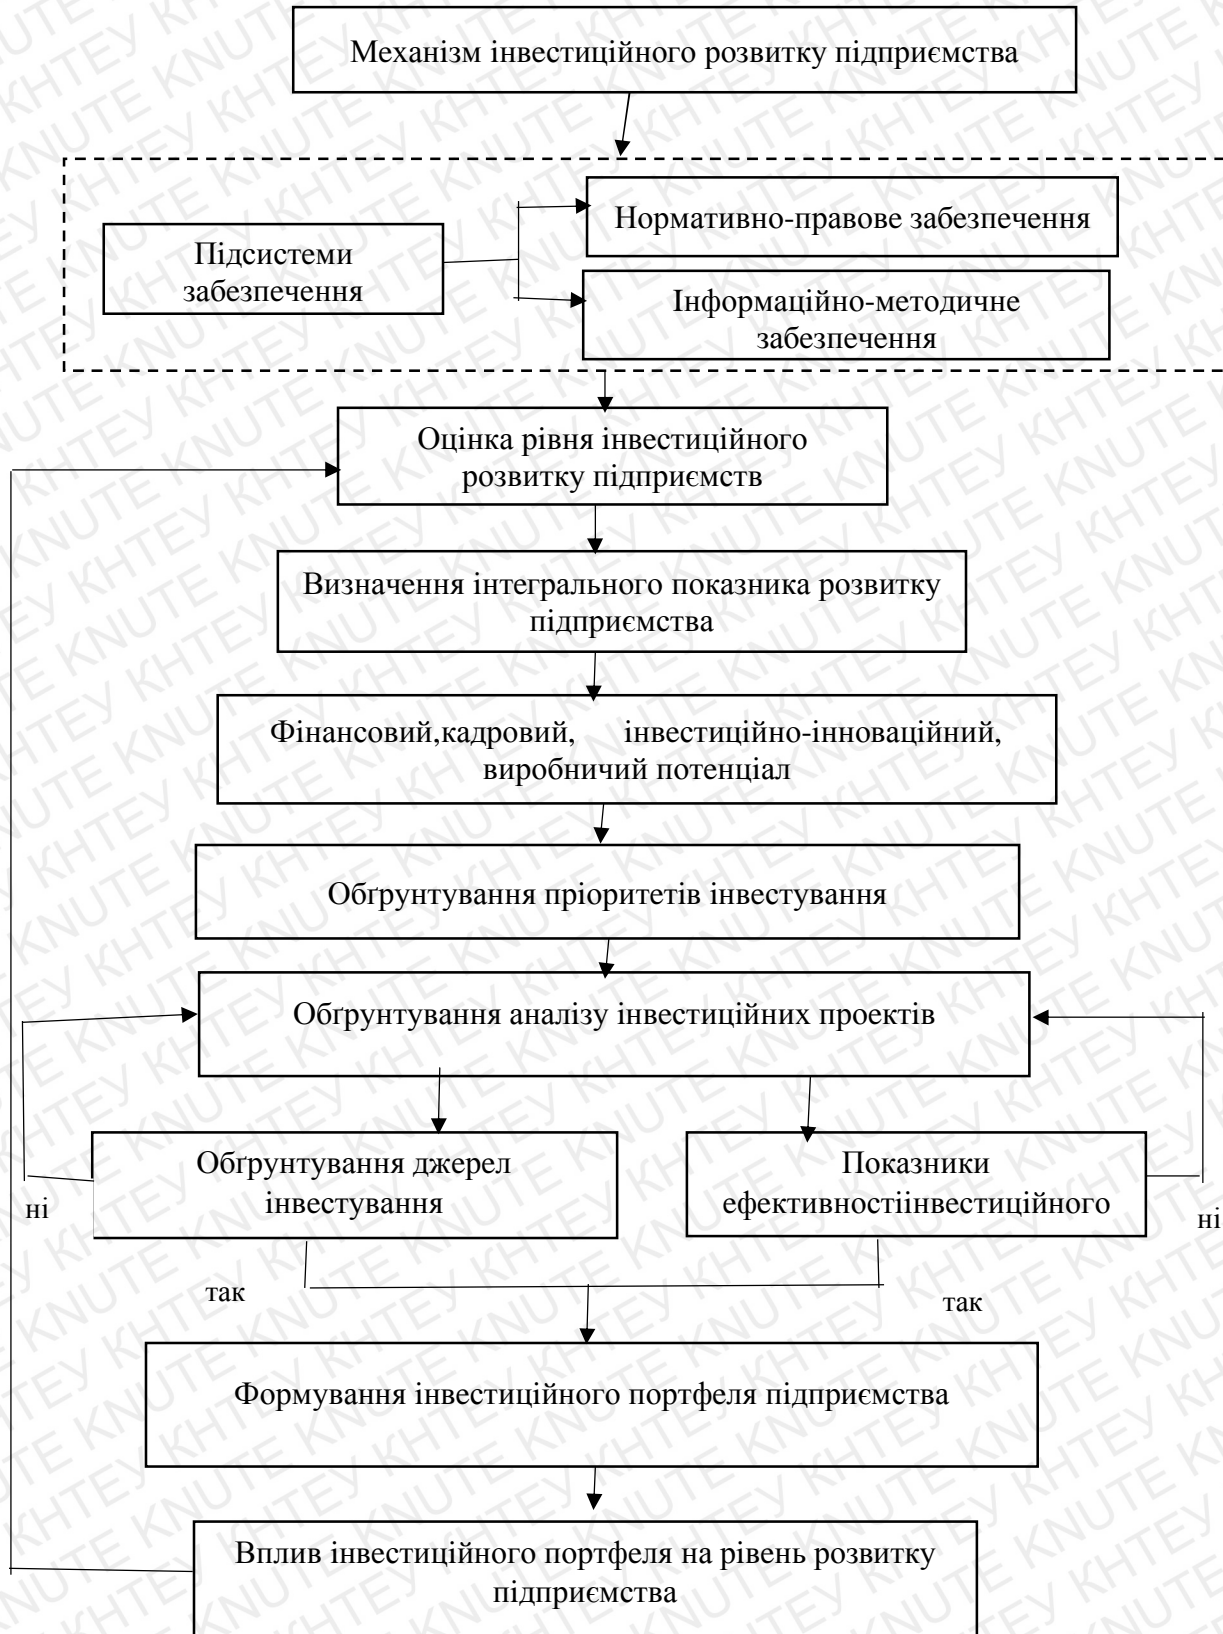 Механізм інвестиційного розвитку підприємства
Нормативно-правове забезпечення
Підсистеми
забезпечення
Інформаційно-методичне
забезпечення
Оцінка рівня інвестиційного
розвитку підприємств
Визначення інтегрального показника розвитку
підприємства
Фінансовий,кадровий, інвестиційно-інноваційний,
виробничий потенціал
Обґрунтування пріоритетів інвестування
Обґрунтування аналізу інвестиційних проектів
Обґрунтування джерел
інвестування
Показники
ефективностіінвестиційного
ні
ні
так
так
Формування інвестиційного портфеля підприємства
Вплив інвестиційного портфеля на рівень розвитку
підприємства